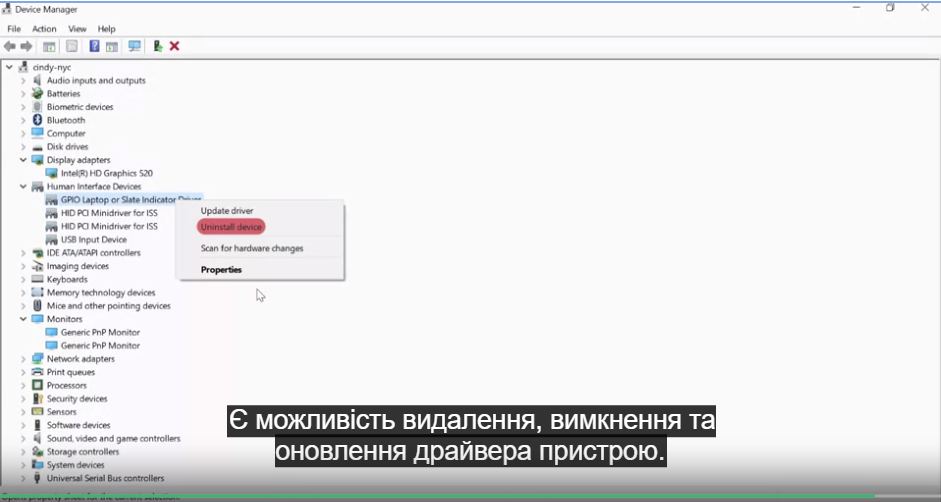 Device Manager
File Action View Help
cindy-nyc
Audio inputs and outputs
Batteries
Biometric devices
Bluetooth
Computer
Disk drives
Display adapters
Intel(R) HD Graphics 520
Human Interface Devices
GPIO Laptop or Slate Indicator Driver
HID PCI Minidriver for ISS
HID PCI Minidriver for ISS
USB Input Device
IDE ATA/ATAPI controllers
Imaging devices
Keyboards
Memory technology devices
Mice and other pointing devices
Monitors
Generic PnP Monitor
Generic PnP Monitor
Network adapters
Print queues
Processors
Security devices
Sensors
Software devices
Sound, video and game controllers
Storage controllers
System devices
Universal Serial Bus controllers
Update driver
Uninstall device
Scan for hardware changes
Properties
Є можливість видалення, вимкнення та
оновлення драйвера пристрою.
Opens property sheet for the current selection.